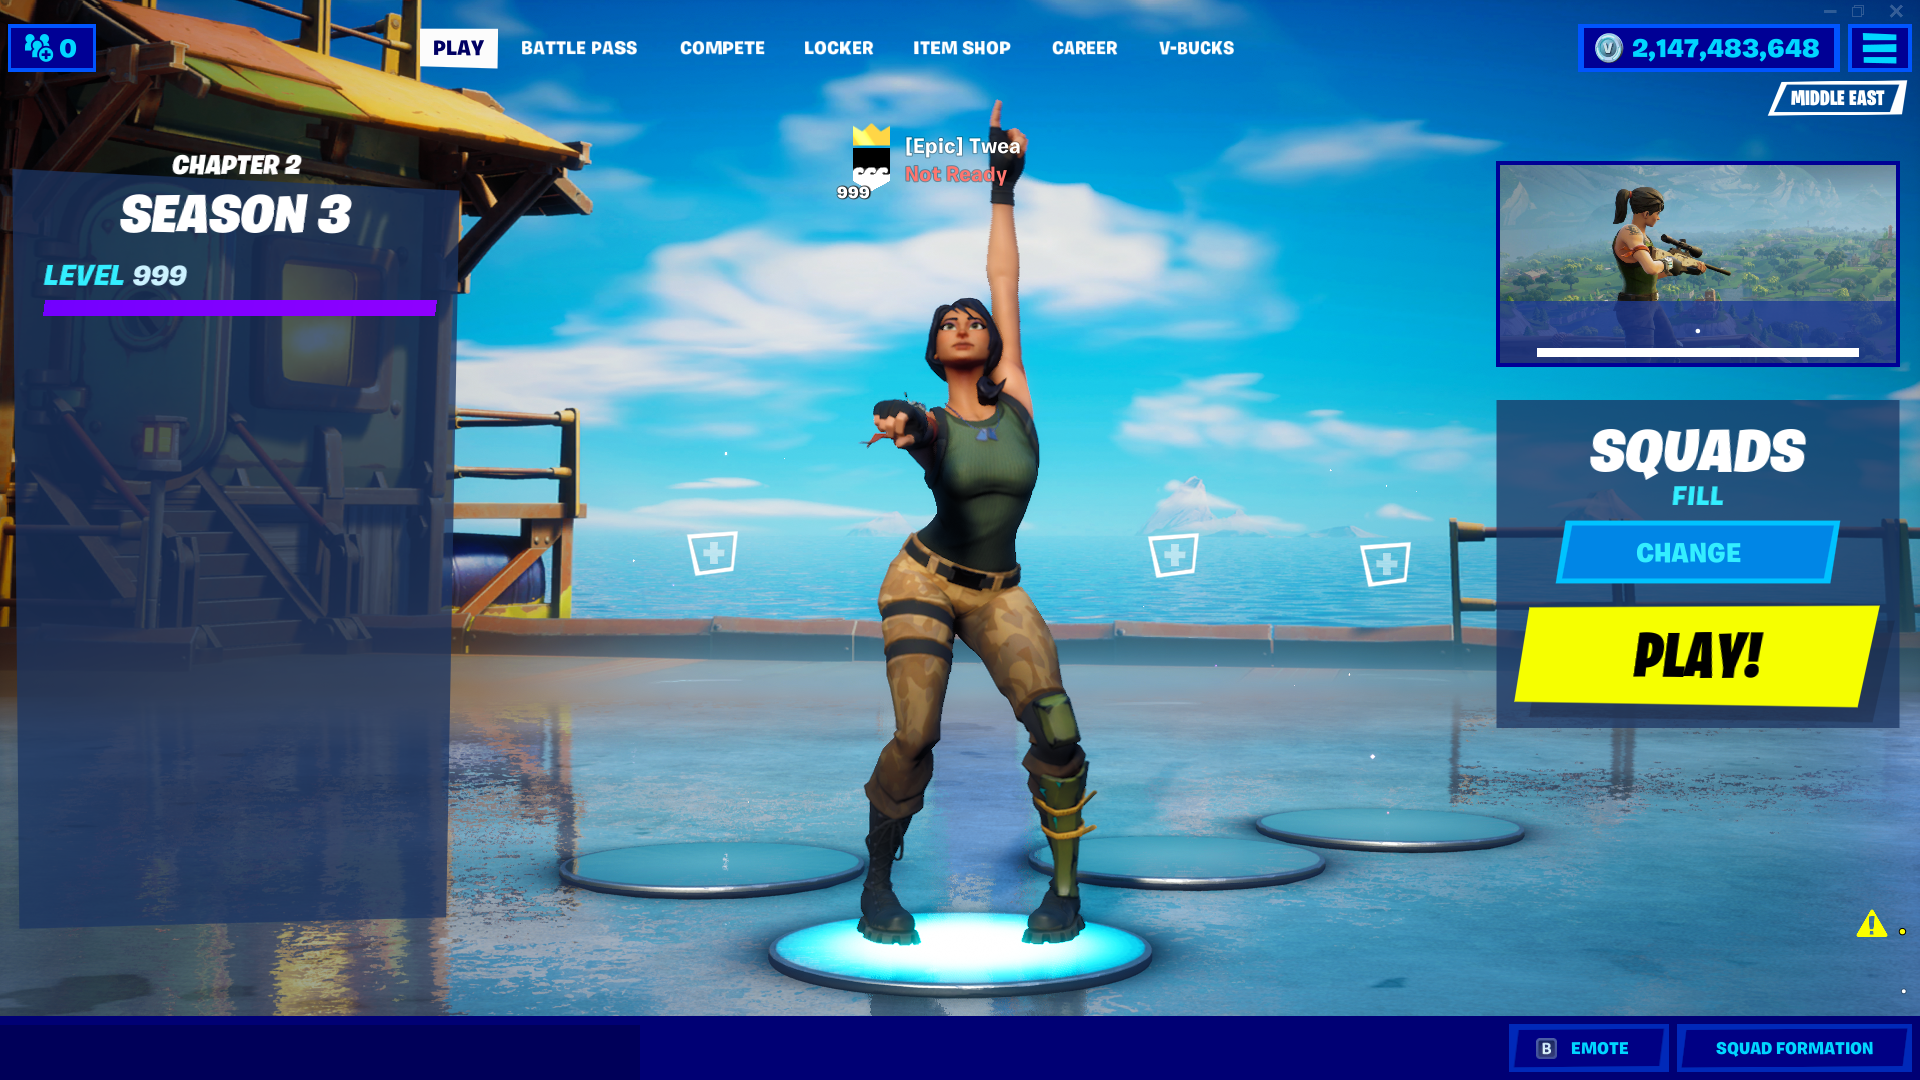 0
PLAY
BATTLE PASS
COMPETE
LOCKER
ITEM SHOP
CAREER
V-BUCKS
2,147,483,648
MIDDLE EAST
[Epic] Twea
Not Ready
999
CHAPTER 2
SEASON 3
LEVEL 999
SQUADS
FILL
CHANGE
PLAY!
B EMOTE
SQUAD FORMATION